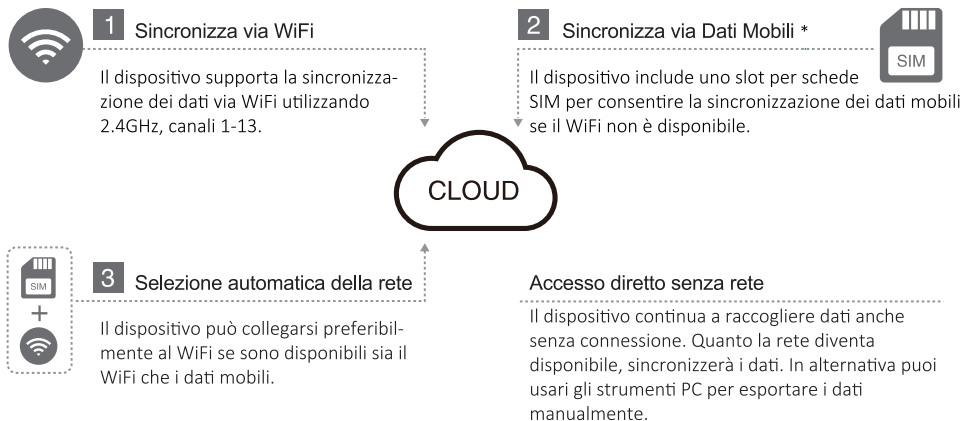 1 Sincronizza via WiFi
Il dispositivo supporta la sincronizza-
zione dei dati via WiFi utilizzando
2.4GHz, canali 1-13.
2 Sincronizza via Dati Mobili *
SIM
Il dispositivo include uno slot per schede
SIM per consentire la sincronizzazione dei dati mobili
se il WiFi non è disponibile.
CLOUD
SIM
+
3 Selezione automatica della rete
Il dispositivo può collegarsi preferibil-
mente al WiFi se sono disponibili sia il
WiFi che i dati mobili.
Accesso diretto senza rete
Il dispositivo continua a raccogliere dati anche
senza connessione. Quanto la rete diventa
disponibile, sincronizzerà i dati. In alternativa puoi
usari gli strumenti PC per esportare i dati
manualmente.